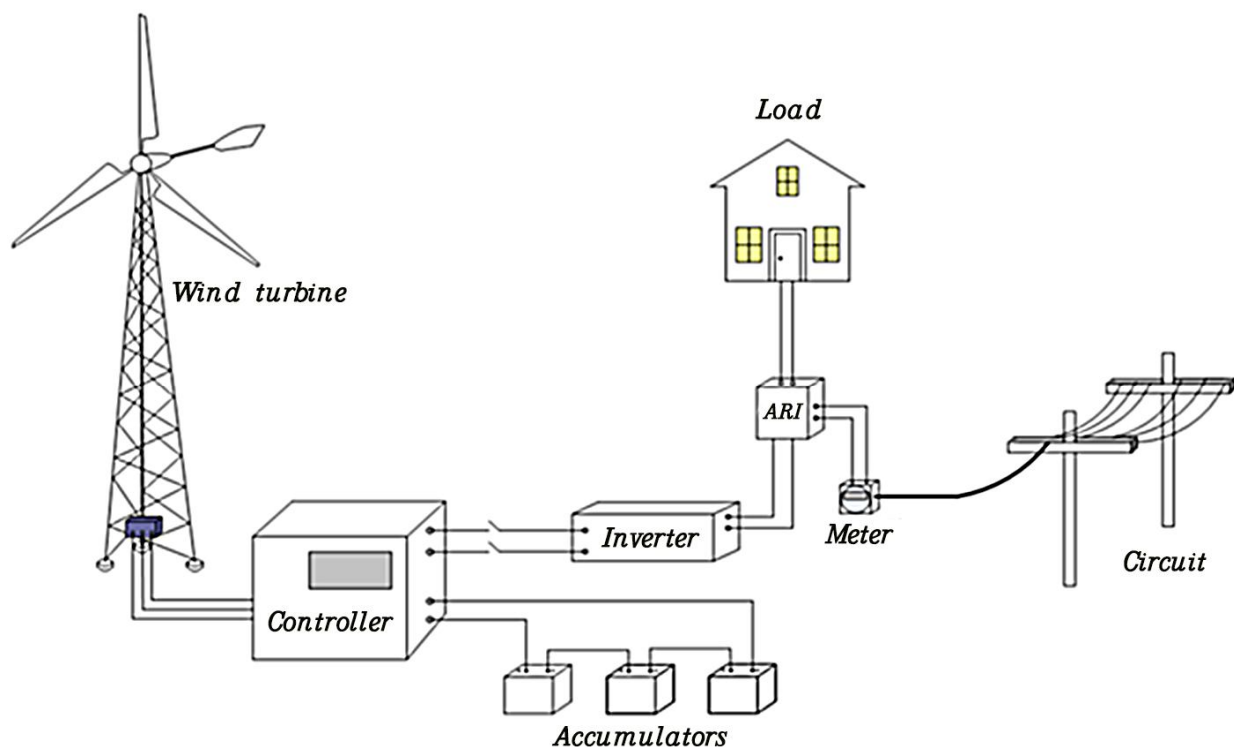 Load
Wind turbine
ARI
Inverter
Meter
Circuit
Controller
Accumulators